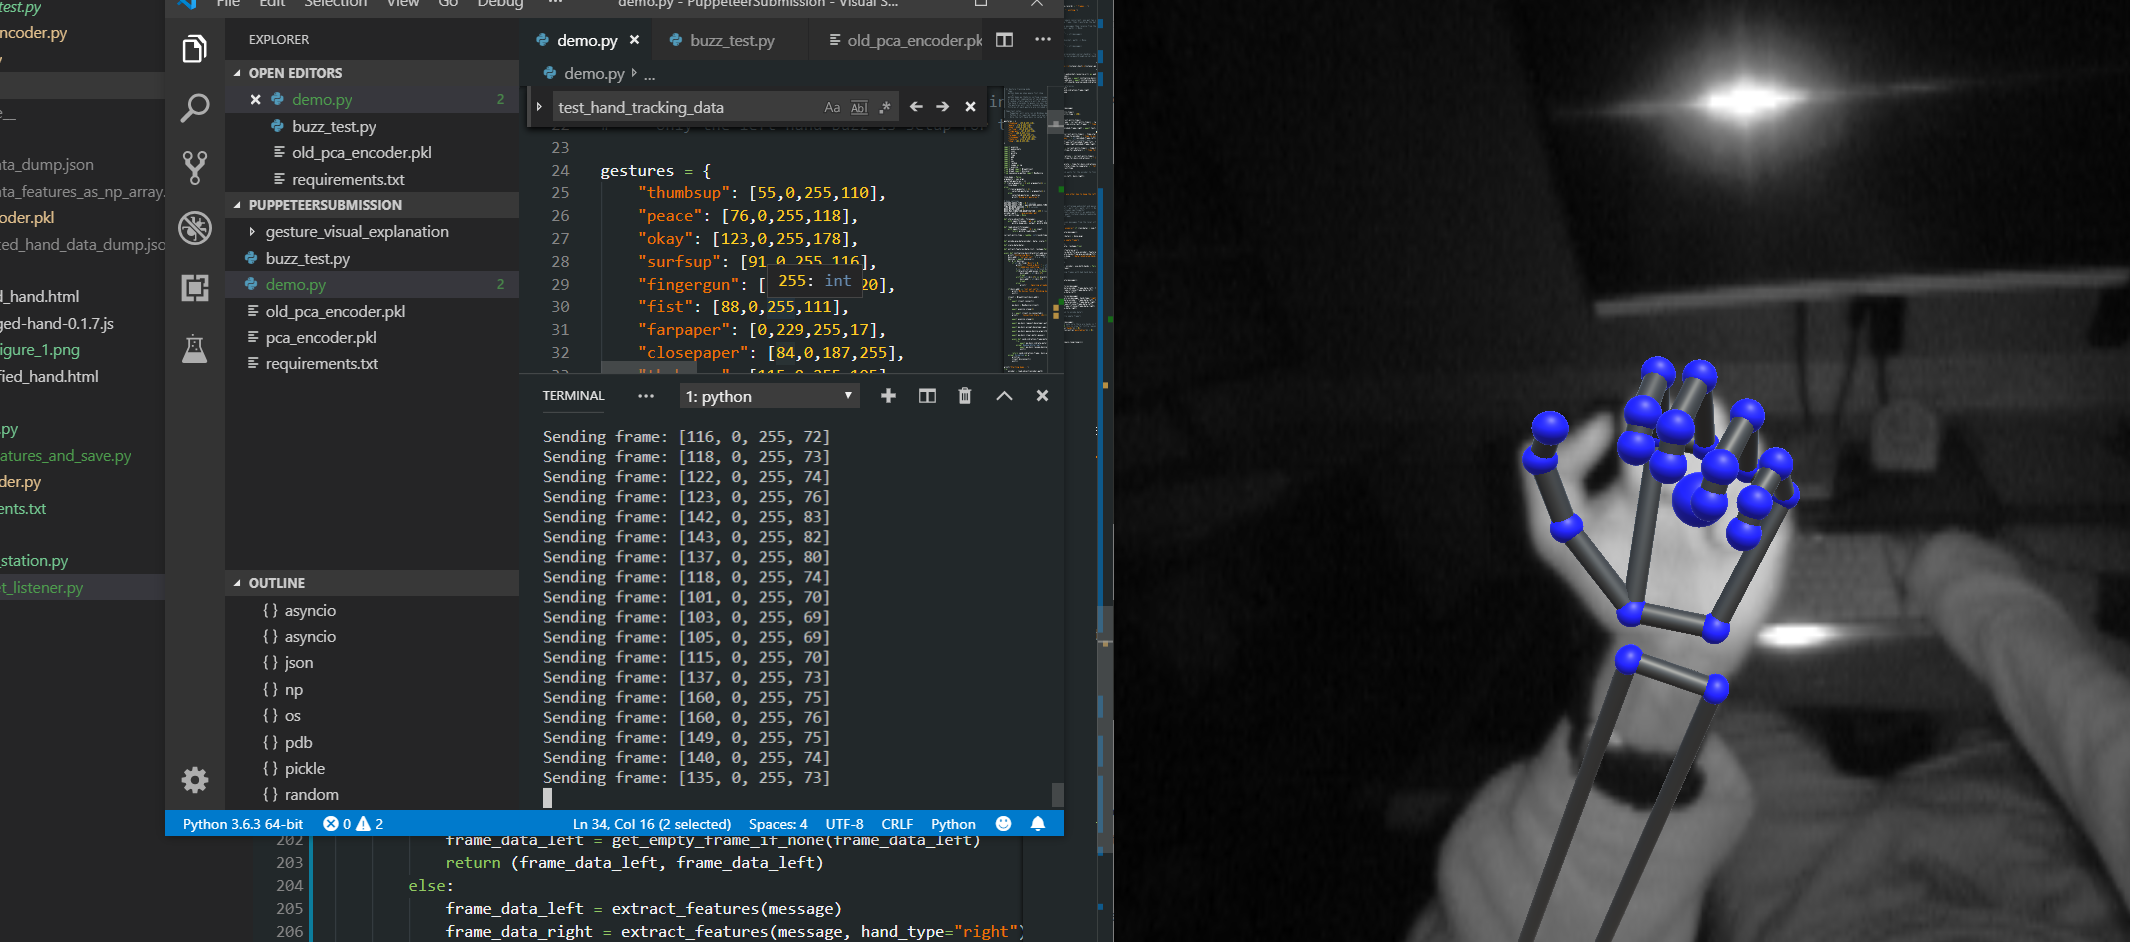 test.py
encoder.py
e__
ata_dump.json
ata_features_as_np_array.
oder.pkl
ted_hand_data_dump.jso
d_hand.html
ged-hand-0.1.7.js
igure_1.png
fied_hand.html
.py
atures_and_save.py
der.py
ents.txt
_station.py
t_listener.py
File Edit Selection View Go Debug ... demo.py - PuppeteerSubmission - Visual S...
EXPLORER
OPEN EDITORS
demo.py 2
buzz_test.py
old_pca_encoder.pkl
requirements.txt
PUPPETEERSUBMISSION
gesture_visual_explanation
buzz_test.py
demo.py 2
old_pca_encoder.pkl
pca_encoder.pkl
requirements.txt
OUTLINE
asyncio
asyncio
json
np
os
pdb
pickle
random
demo.py buzz_test.py old_pca_encoder.pk
demo.py ...
test_hand_tracking_data Aa Abl .*
23
24 gestures = {
25 "thumbsup": [55,0,255,110],
26 "peace": [76,0,255,118],
27 "okay": [123,0,255,178],
28 "surfsup": [91,0,255,116],
255: int
29 "fingergun": [ 20],
30 "fist": [88,0,255,111],
31 "farpaper": [0,229,255,17],
32 "closepaper": [84,0,187,255],
TERMINAL ... 1: python
Sending frame: [116, 0, 255, 72]
Sending frame: [118, 0, 255, 73]
Sending frame: [122, 0, 255, 74]
Sending frame: [123, 0, 255, 76]
Sending frame: [142, 0, 255, 83]
Sending frame: [143, 0, 255, 82]
Sending frame: [137, 0, 255, 80]
Sending frame: [118, 0, 255, 74]
Sending frame: [101, 0, 255, 70]
Sending frame: [103, 0, 255, 69]
Sending frame: [105, 0, 255, 69]
Sending frame: [115, 0, 255, 70]
Sending frame: [137, 0, 255, 73]
Sending frame: [160, 0, 255, 75]
Sending frame: [160, 0, 255, 76]
Sending frame: [149, 0, 255, 75]
Sending frame: [140, 0, 255, 74]
Sending frame: [135, 0, 255, 73]
Python 3.6.3 64-bit 0 2 Ln 34, Col 16 (2 selected) Spaces: 4 UTF-8 CRLF Python
202 frame_data_left = get_empty_frame_if_none(frame_data_left)
203 return (frame_data_left, frame_data_left)
204 else:
205 frame_data_left = extract_features(message)
206 frame_data_right = extract_features(message, hand_type="right")